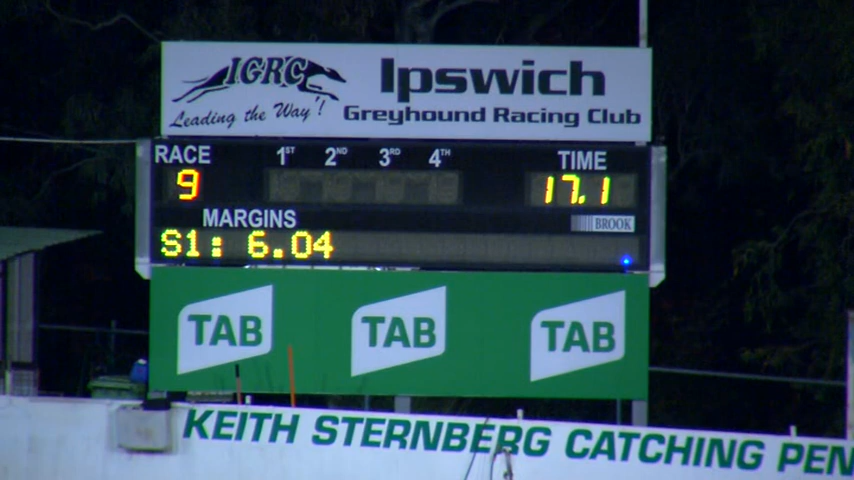 IGRC
Leading the Way'!
Ipswich
Greyhound Racing Club
RACE 1ST 2ND 3RD 4TH TIME
9 17.1
MARGINS BROOK
S1: 6.04
TAB TAB TAB
KEITH STERNBERG CATCHING PEN